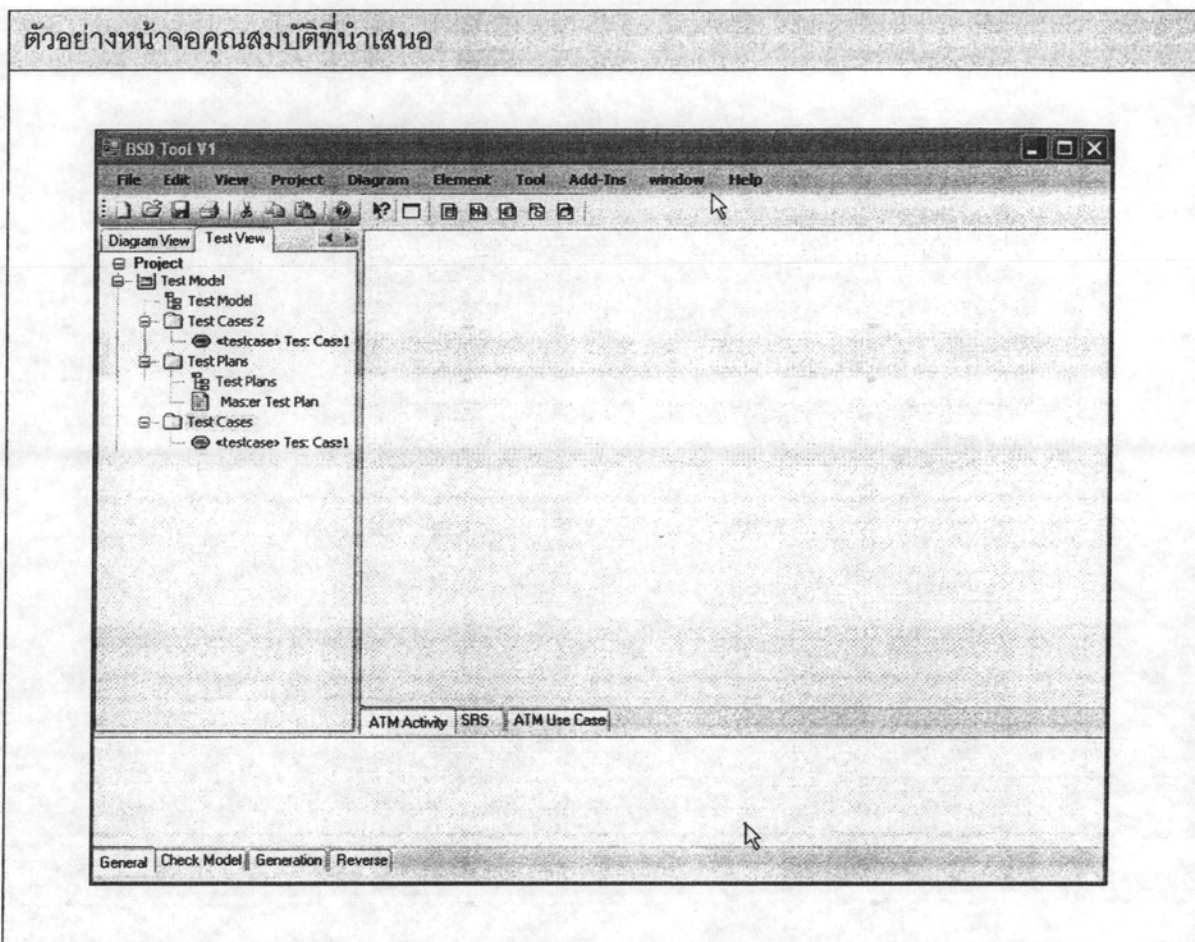 ตัวอย่างหน้าจอคุณสมบัติที่นำเสนอ
BSD Tool V1
File Edit View Project Diagram Element Tool Add-Ins window Help
Diagram View Test View
Project
Test Model
Test Model
Test Cases 2
«testcase» Test Case1
Test Plans
Test Plans
Master Test Plan
Test Cases
«testcase» Test Case1
ATM Activity SRS ATM Use Case
General Check Model Generation Reverse